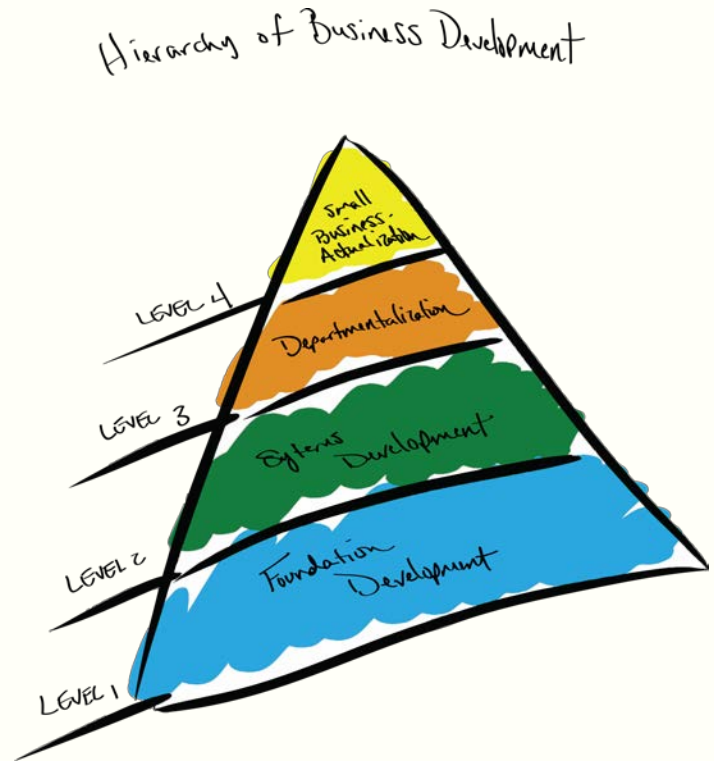 Hierarchy of Business Development
Small
Business-
Actualization
LEVEL 4
Departmentalization
LEVEL 3
Sytems
Development
LEVEL 2
Foundation
Development
LEVEL 1